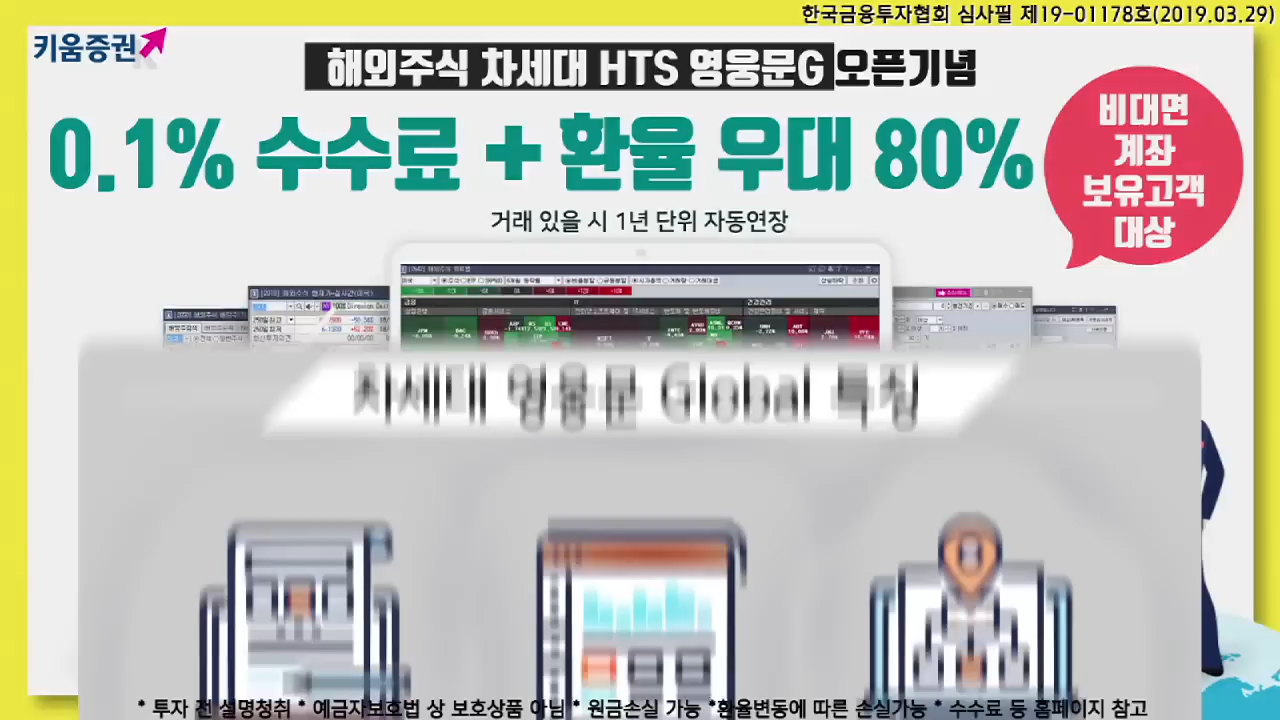 한국금융투자협회 심사필 제19-01178호(2019.03.29)
키움증권
해외주식 차세대 HTS 영웅문G 오픈기념
0.1% 수수료 + 환율 우대 80%
비대면
계좌
보유고객
대상
거래 있을 시 1년 단위 자동연장
차세대 영웅문 Global 특징
* 투자 전 설명청취 * 예금자보호법 상 보호상품 아님 * 원금손실 가능 *환율변동에 따른 손실가능 * 수수료 등 홈페이지 참고